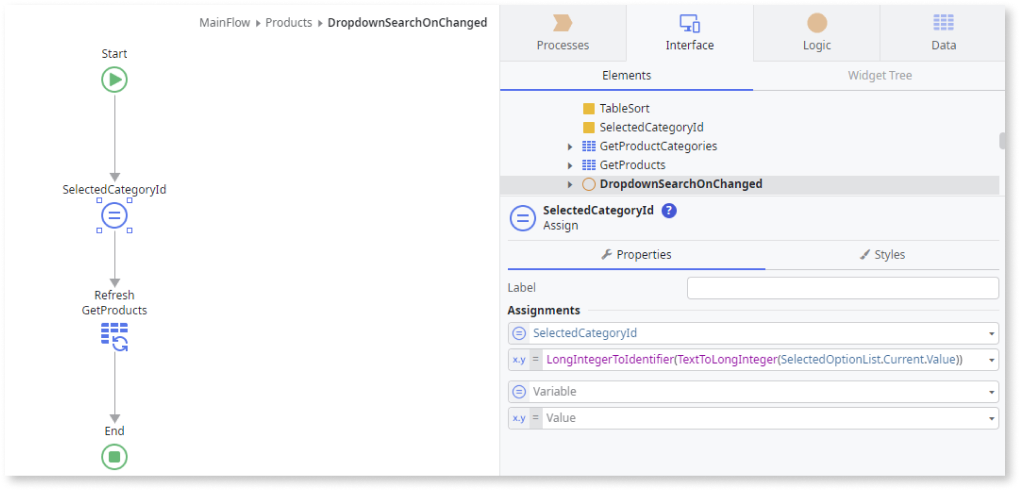 MainFlow ▸ Products ▸ DropdownSearchOnChanged
Start
SelectedCategoryId
Refresh
GetProducts
End
Processes
Interface
Logic
Data
Elements
Widget Tree
TableSort
SelectedCategoryId
GetProductCategories
GetProducts
DropdownSearchOnChanged
SelectedCategoryId ?
Assign
Properties
Styles
Label
Assignments
SelectedCategoryId
x.y = LongIntegerToIdentifier(TextToLongInteger(SelectedOptionList.Current.Value))
Variable
x.y = Value